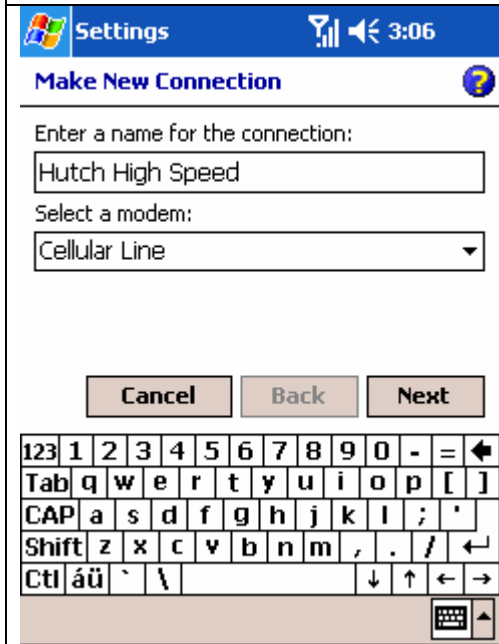 Settings 3:06
Make New Connection ?
Enter a name for the connection:
Hutch High Speed
Select a modem:
Cellular Line
Cancel Back Next
123 1 2 3 4 5 6 7 8 9 0 - = ←
Tab q w e r t y u i o p [ ]
CAP a s d f g h j k l ; '
Shift z x c v b n m , . / ↵
Ctl áü ` \ ↓ ↑ ← →